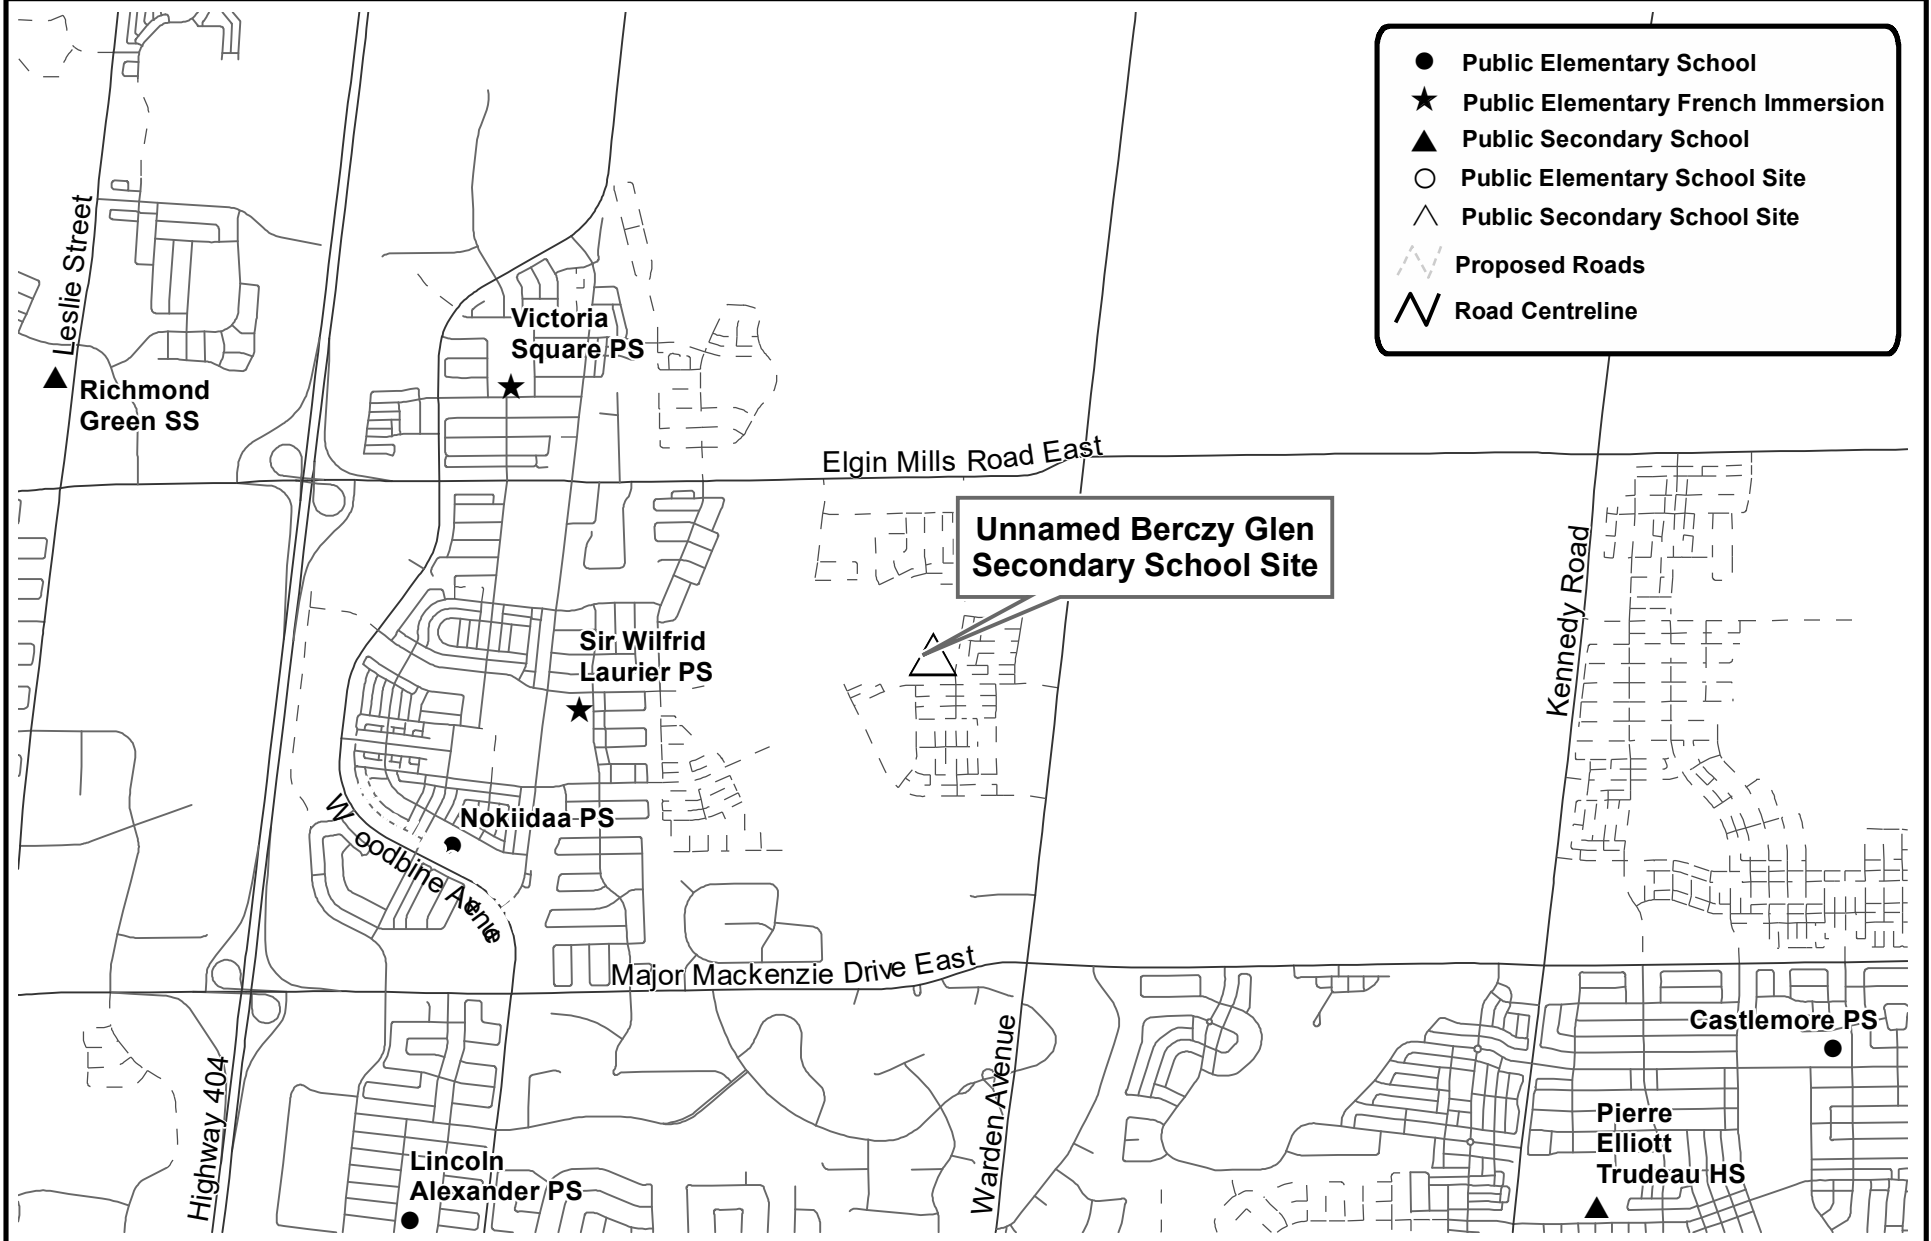 Public Elementary School
Public Elementary French Immersion
Public Secondary School
Public Elementary School Site
Public Secondary School Site
Proposed Roads
Road Centreline
Leslie Street
Victoria
Square PS
Richmond
Green SS
Elgin Mills Road East
Unnamed Berczy Glen
Secondary School Site
Kennedy Road
Sir Wilfrid
Laurier PS
Nokiidaa PS
Woodbine Avenue
Major Mackenzie Drive East
Castlemore PS
Highway 404
Warden Avenue
Pierre
Elliott
Trudeau HS
Lincoln
Alexander PS